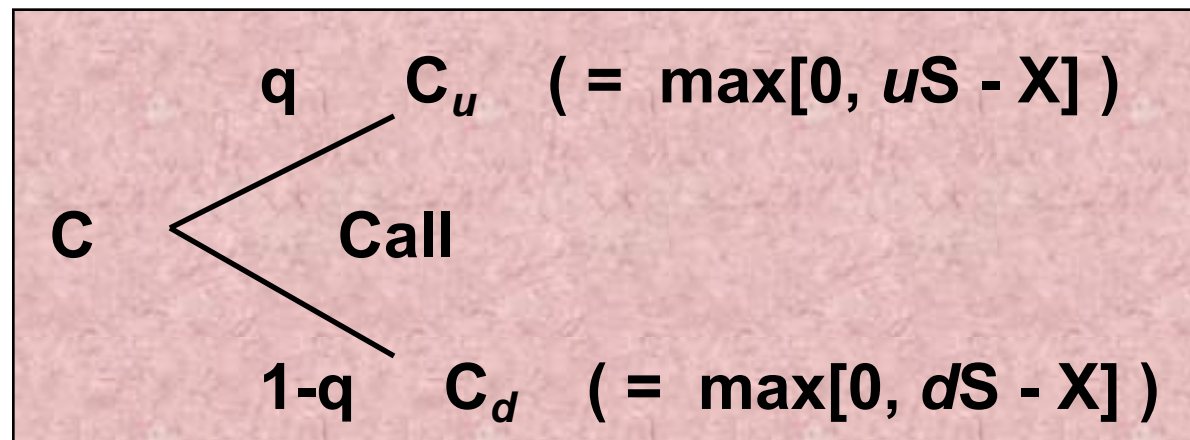 q C_u ( = max[0, uS - X] )
C Call
1-q C_d ( = max[0, dS - X] )